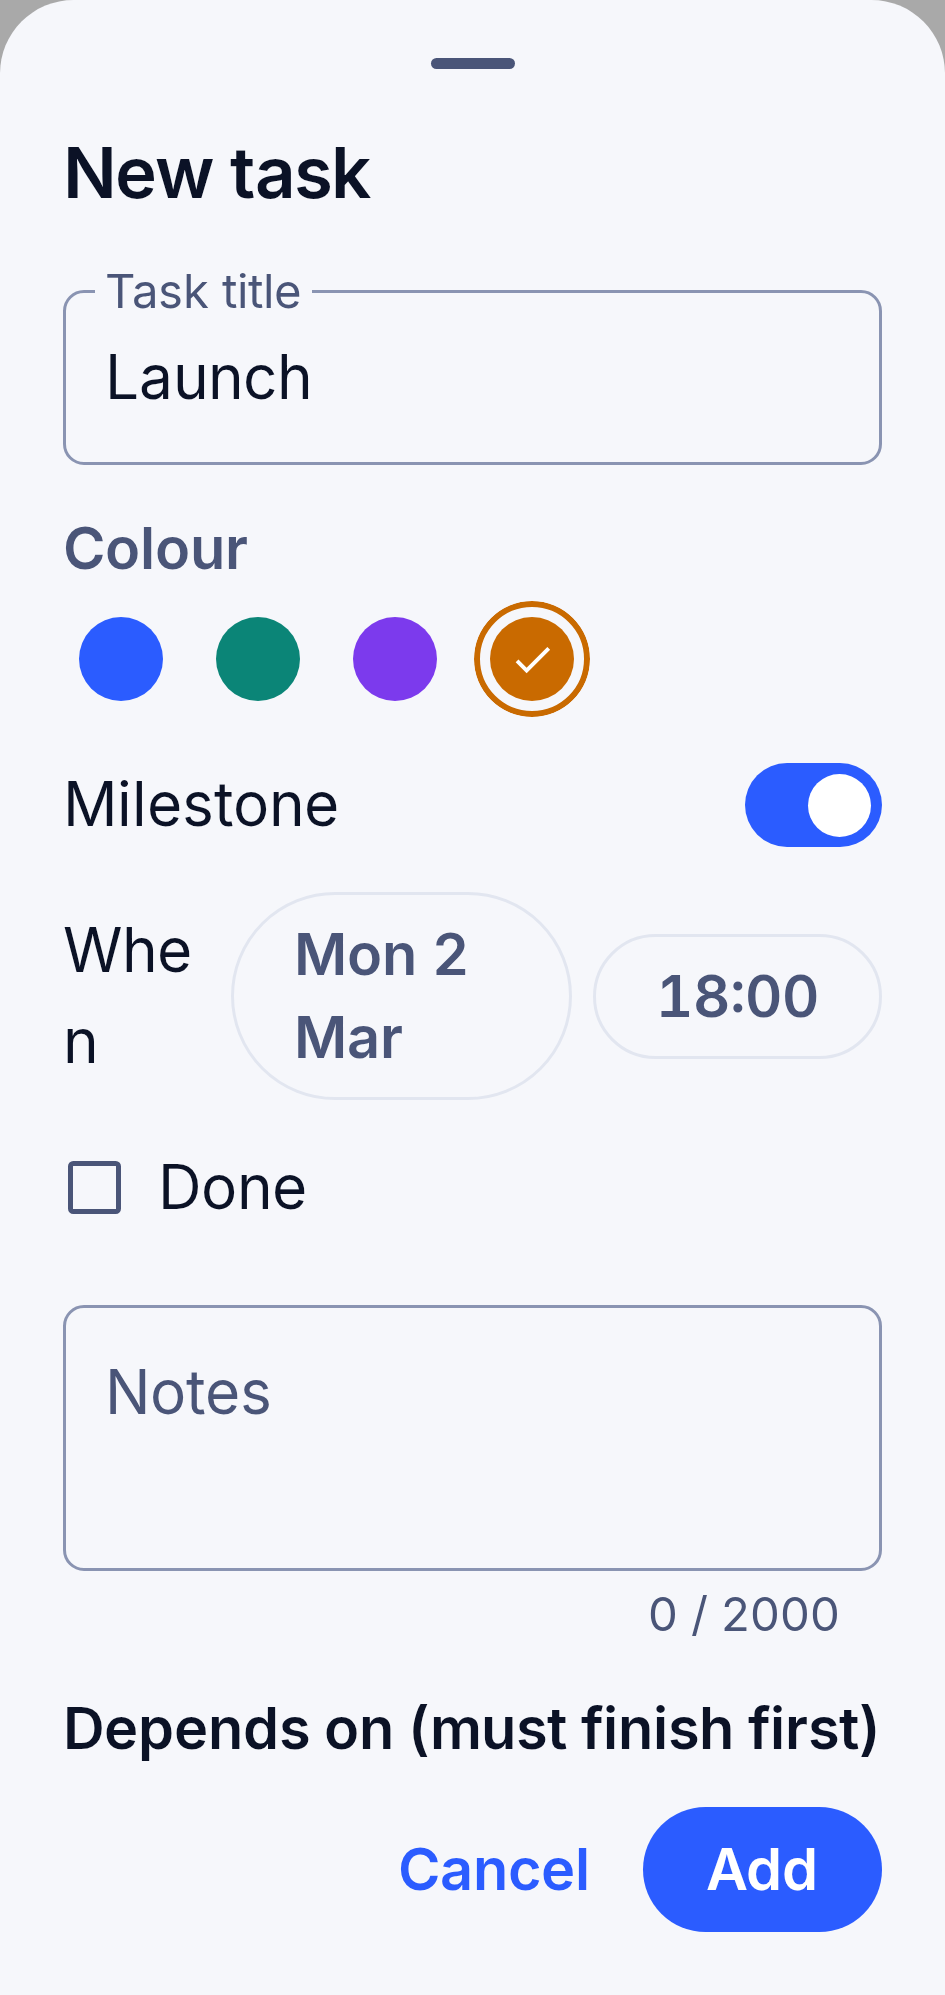 New task
Task title
Launch
Colour
Milestone
Whe
n
Mon 2
Mar
18:00
Done
Notes
0 / 2000
Depends on (must finish first)
Cancel
Add